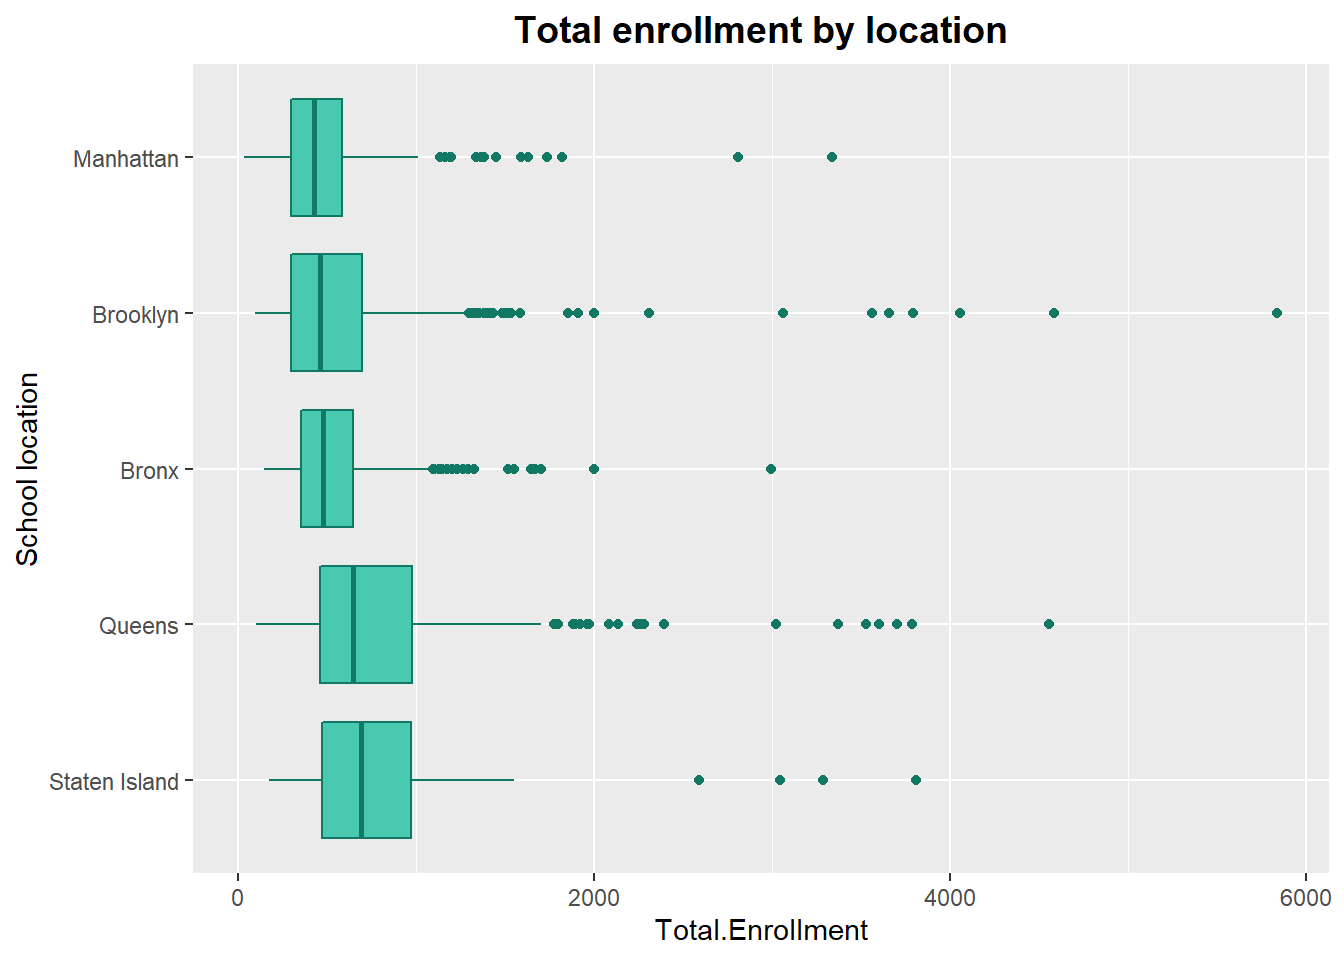 Total enrollment by location
School location
Manhattan
Brooklyn
Bronx
Queens
Staten Island
0 2000 4000 6000
Total.Enrollment